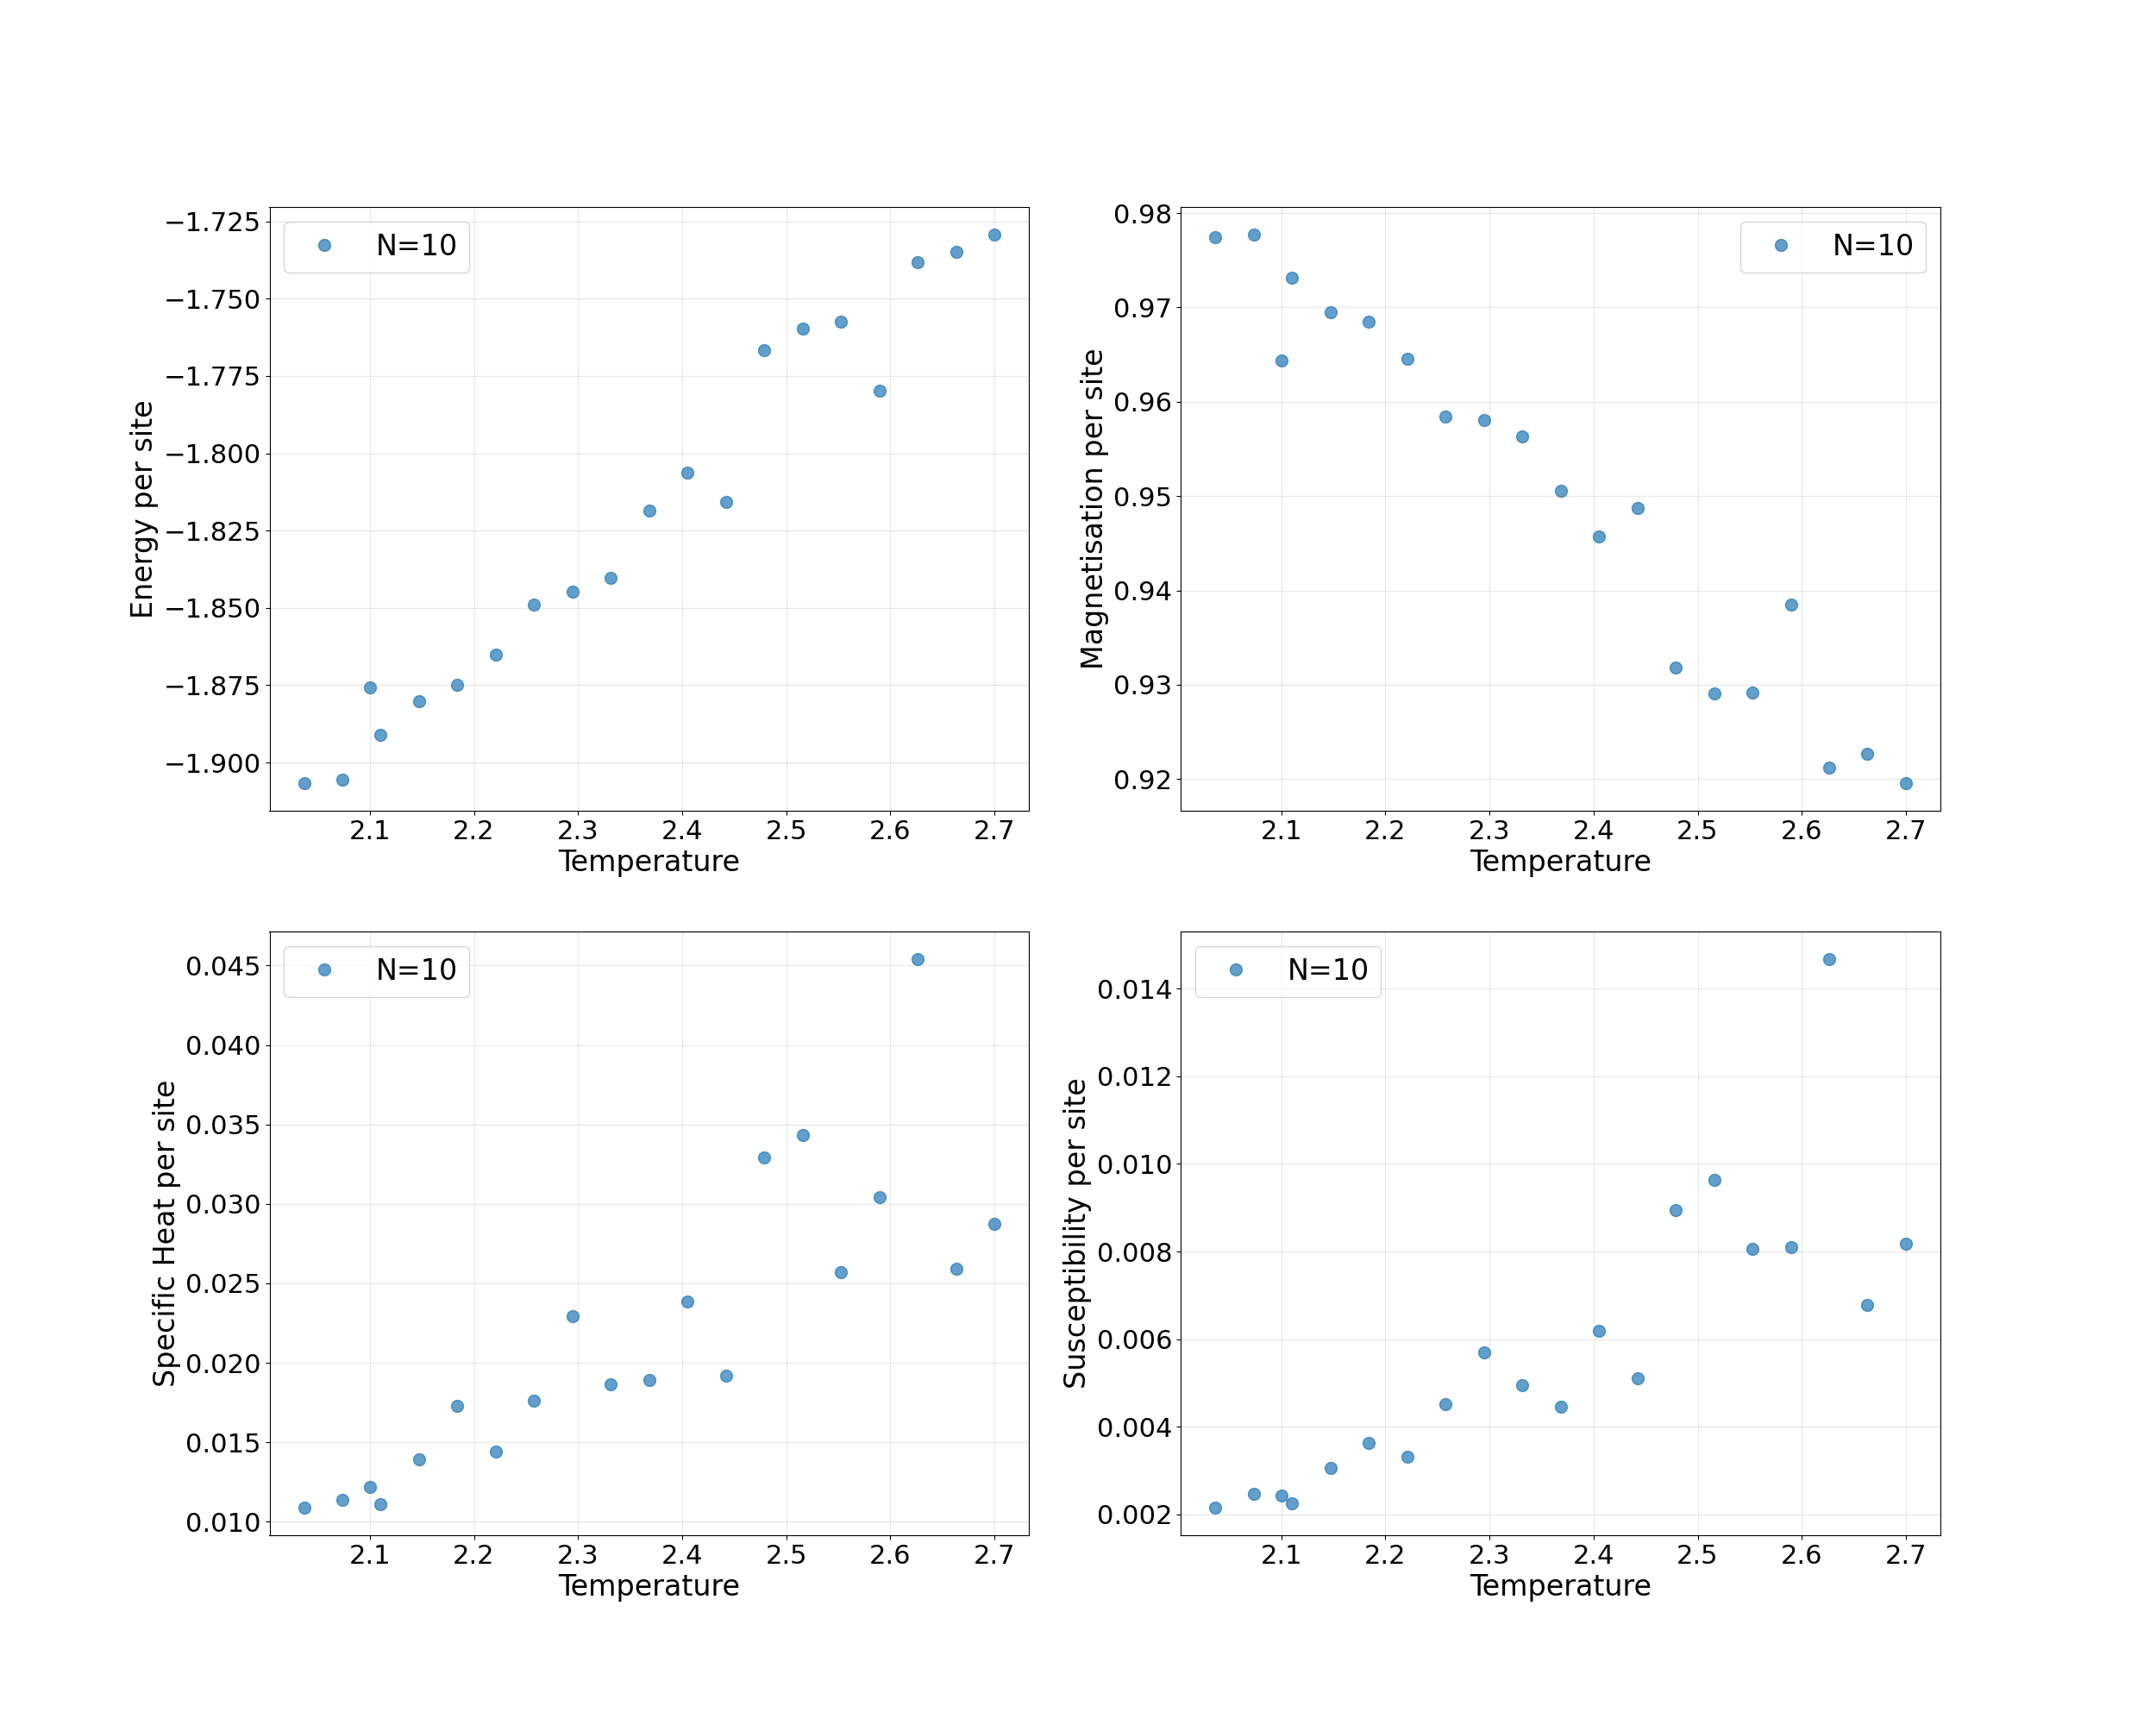 −1.725
−1.750
−1.775
−1.800
−1.825
−1.850
−1.875
−1.900
Energy per site
N=10
2.1 2.2 2.3 2.4 2.5 2.6 2.7
Temperature
0.98
0.97
0.96
0.95
0.94
0.93
0.92
Magnetisation per site
N=10
2.1 2.2 2.3 2.4 2.5 2.6 2.7
Temperature
0.045
0.040
0.035
0.030
0.025
0.020
0.015
0.010
Specific Heat per site
N=10
2.1 2.2 2.3 2.4 2.5 2.6 2.7
Temperature
0.014
0.012
0.010
0.008
0.006
0.004
0.002
Susceptibility per site
N=10
2.1 2.2 2.3 2.4 2.5 2.6 2.7
Temperature